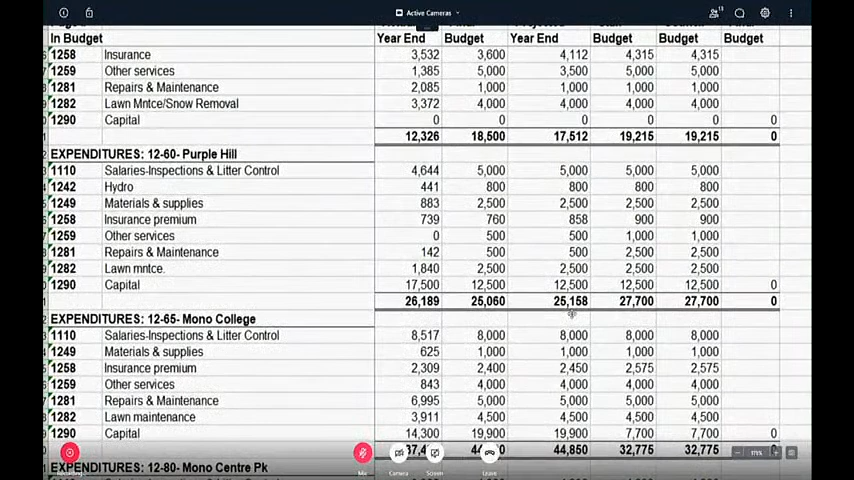 Active Cameras
13
In Budget Year End Budget Year End Budget Budget Budget
1258 Insurance 3,532 3,600 4,112 4,315 4,315
1259 Other services 1,385 5,000 3,500 5,000 5,000
1281 Repairs & Maintenance 2,085 1,000 1,000 1,000 1,000
1282 Lawn Mntce/Snow Removal 3,372 4,000 4,000 4,000 4,000
1290 Capital 0 0 0 0 0 0
12,326 18,500 17,512 19,215 19,215 0
EXPENDITURES: 12-60- Purple Hill
1110 Salaries-Inspections & Litter Control 4,644 5,000 5,000 5,000 5,000
1242 Hydro 441 800 800 800 800
1249 Materials & supplies 883 2,500 2,500 2,500 2,500
1258 Insurance premium 739 760 858 900 900
1259 Other services 0 500 500 1,000 1,000
1281 Repairs & Maintenance 142 500 500 2,500 2,500
1282 Lawn mntce. 1,840 2,500 2,500 2,500 2,500
1290 Capital 17,500 12,500 12,500 12,500 12,500 0
26,189 25,060 25,158 27,700 27,700 0
EXPENDITURES: 12-65- Mono College
1110 Salaries-Inspections & Litter Control 8,517 8,000 8,000 8,000 8,000
1249 Materials & supplies 625 1,000 1,000 1,000 1,000
1258 Insurance premium 2,309 2,400 2,450 2,575 2,575
1259 Other services 843 4,000 4,000 4,000 4,000
1281 Repairs & Maintenance 6,995 5,000 5,000 5,000 5,000
1282 Lawn maintenance 3,911 4,500 4,500 4,500 4,500
1290 Capital 14,300 19,900 19,900 7,700 7,700 0
44,850 32,775 32,775 0
175%
EXPENDITURES: 12-80- Mono Centre Pk
Mic Camera Screen Leave